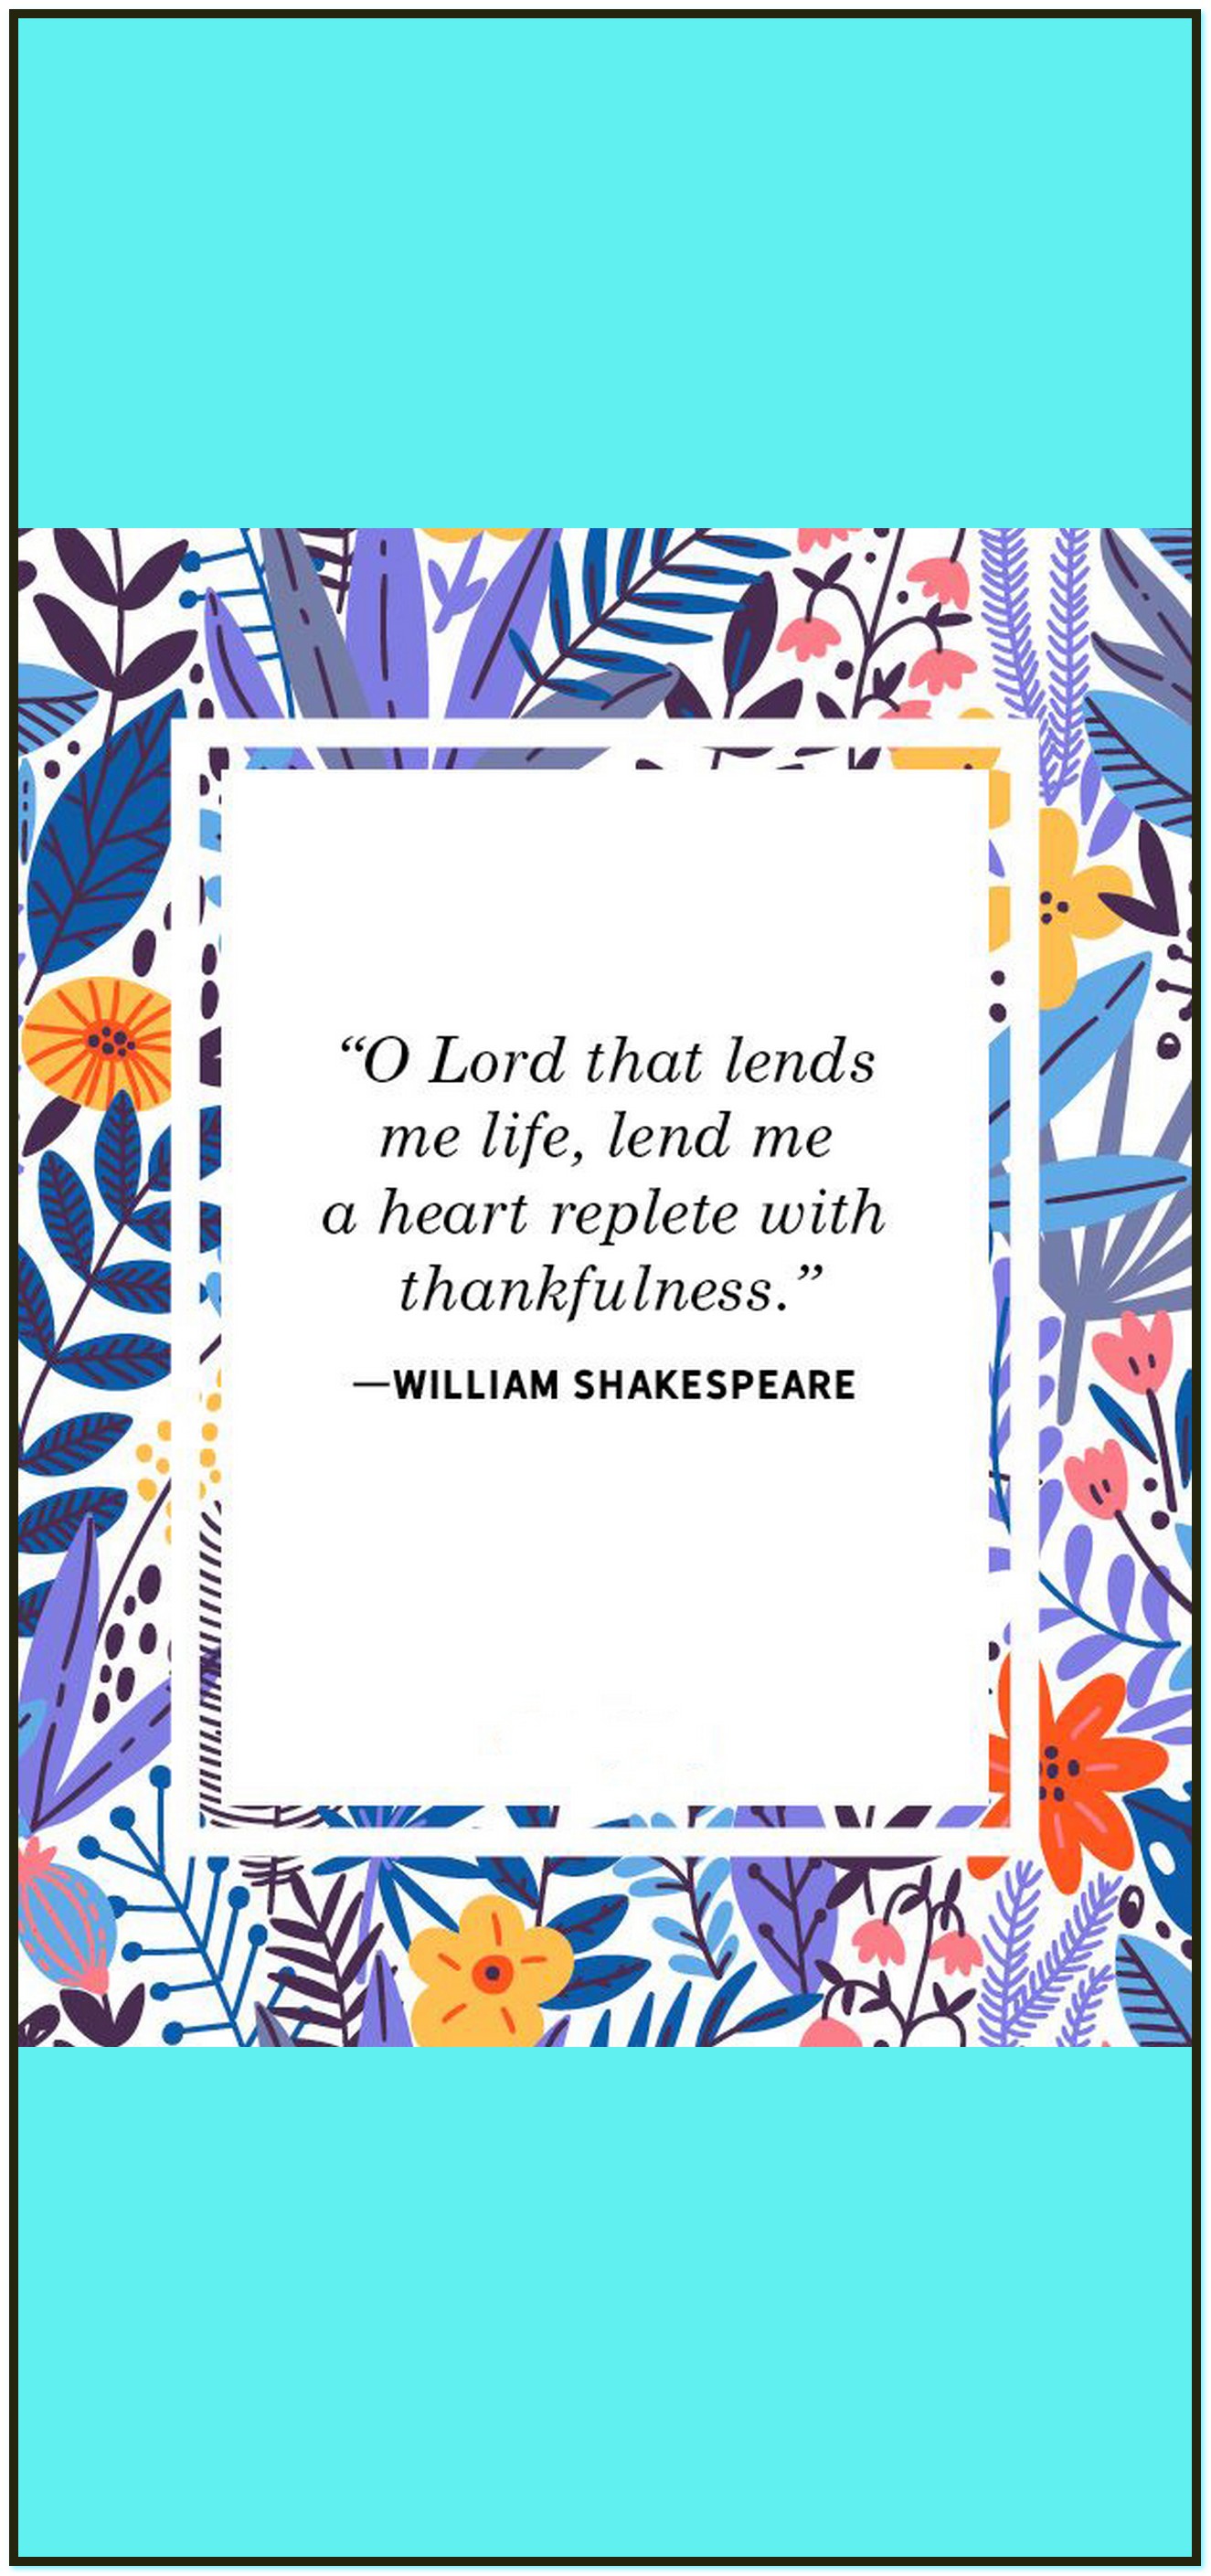 “O Lord that lends
me life, lend me
a heart replete with
thankfulness.”
—WILLIAM SHAKESPEARE